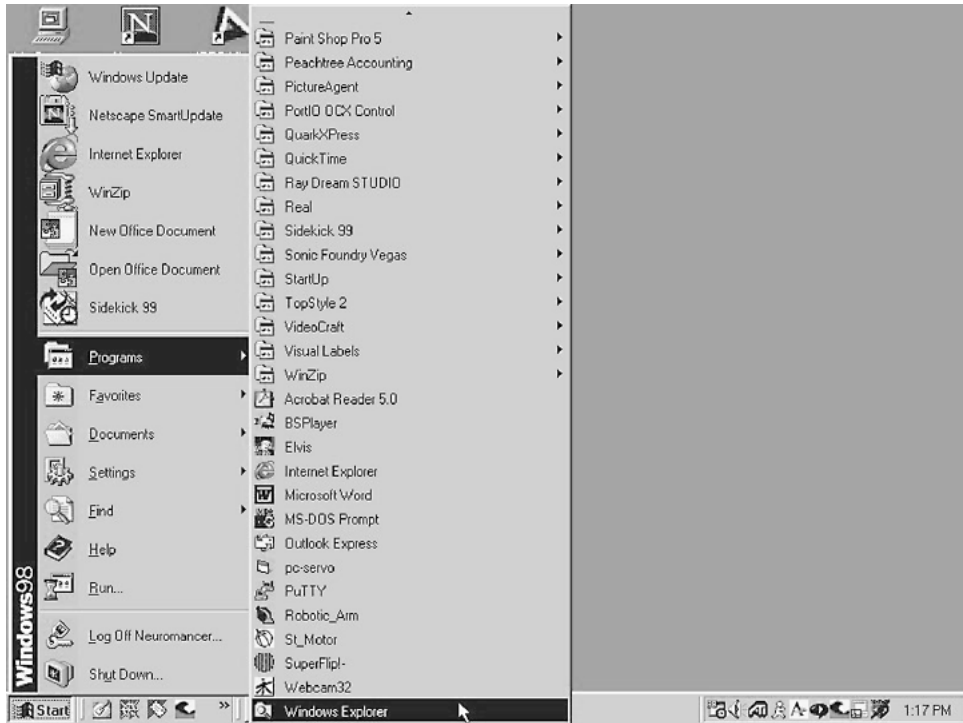 Windows Update
Netscape SmartUpdate
Internet Explorer
WinZip
New Office Document
Open Office Document
Sidekick 99
Programs
Favorites
Documents
Settings
Find
Help
Run...
Log Off Neuromancer...
Shut Down...
Windows98
Paint Shop Pro 5
Peachtree Accounting
PictureAgent
PortIO OCX Control
QuarkXPress
QuickTime
Ray Dream STUDIO
Real
Sidekick 99
Sonic Foundry Vegas
StartUp
TopStyle 2
VideoCraft
Visual Labels
WinZip
Acrobat Reader 5.0
BSPlayer
Elvis
Internet Explorer
Microsoft Word
MS-DOS Prompt
Outlook Express
pc-servo
PuTTY
Robotic_Arm
St_Motor
SuperFlip!-
Webcam32
Windows Explorer
Start
1:17 PM